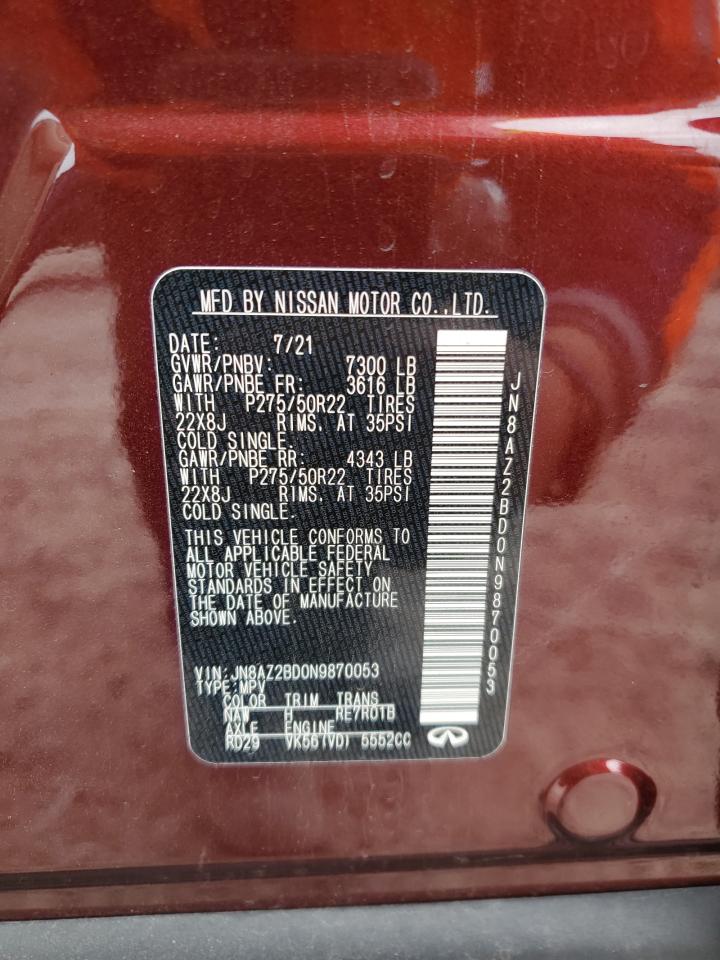 MFD BY NISSAN MOTOR CO.,LTD.
DATE: 7/21
GVWR/PNBV: 7300 LB
GAWR/PNBE FR: 3616 LB
WITH P275/50R22 TIRES
22X8J RIMS. AT 35PSI
COLD SINGLE.
GAWR/PNBE RR: 4343 LB
WITH P275/50R22 TIRES
22X8J RIMS. AT 35PSI
COLD SINGLE.
THIS VEHICLE CONFORMS TO
ALL APPLICABLE FEDERAL
MOTOR VEHICLE SAFETY
STANDARDS IN EFFECT ON
THE DATE OF MANUFACTURE
SHOWN ABOVE.
VIN:JN8AZ2BD0N9870053
TYPE:MPV
COLOR TRIM TRANS
NAW RE7R01B
AXLE ENGINE
RD29 VK56(VD) 5552CC
JN8AZ2BD0N9870053